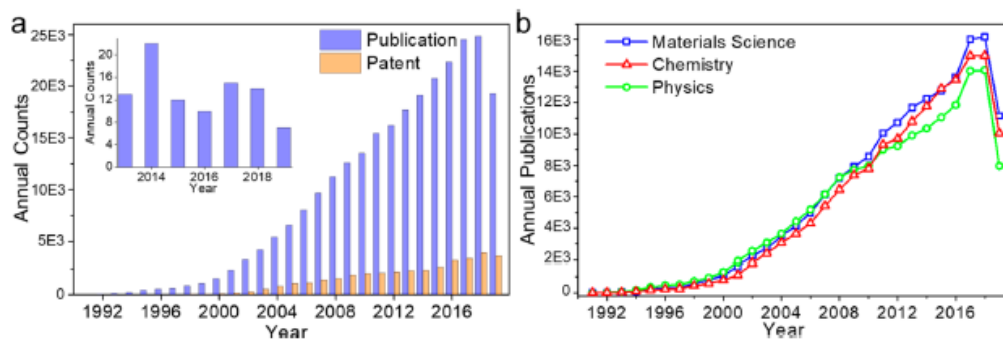 a
25E3
20E3
15E3
10E3
5E3
0
Annual Counts
1992 1996 2000 2004 2008 2012 2016
Year
Publication
Patent
20
16
12
8
4
0
Annual Counts
2014 2016 2018
Year
b
16E3
14E3
12E3
10E3
8E3
6E3
4E3
2E3
0
Annual Publications
1992 1996 2000 2004 2008 2012 2016
Year
Materials Science
Chemistry
Physics